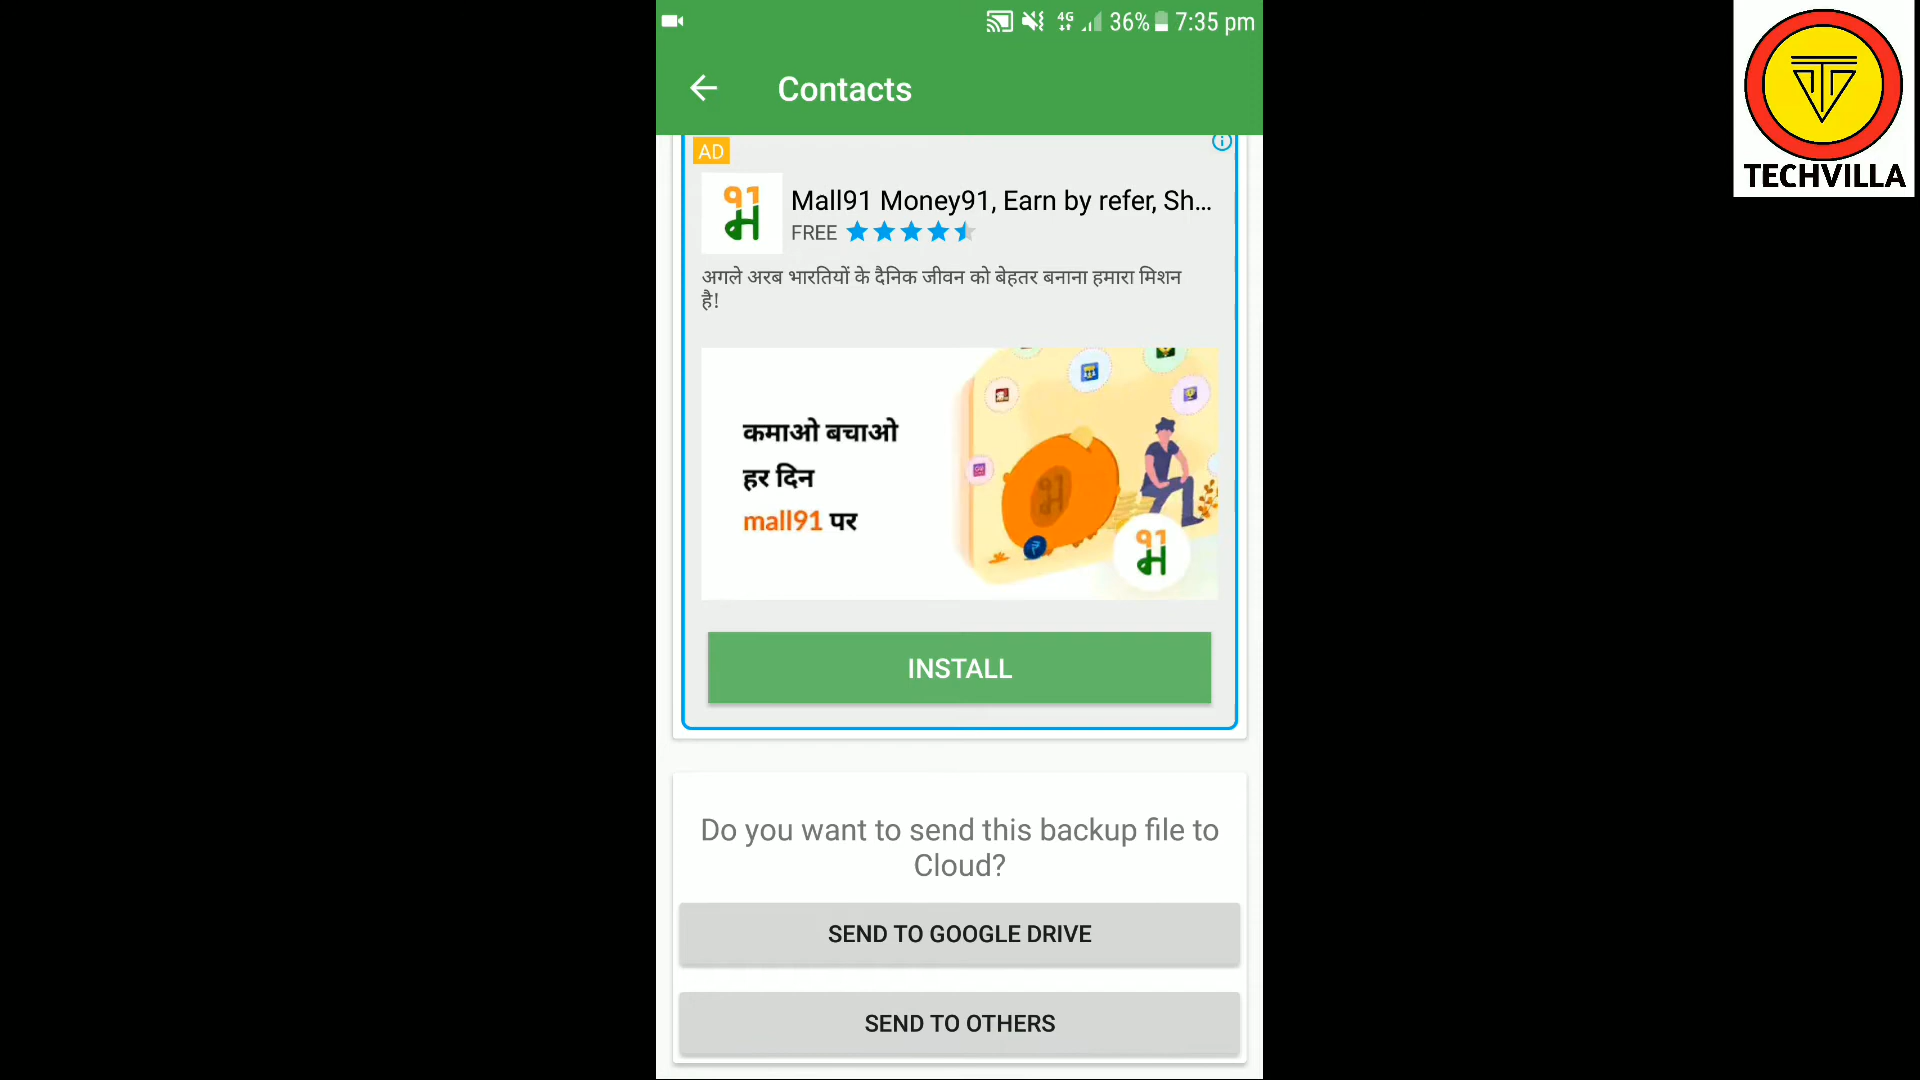 4G 36% 7:35 pm
Contacts
AD
Mall91 Money91, Earn by refer, Sh...
FREE
अगले अरब भारतियों के दैनिक जीवन को बेहतर बनाना हमारा मिशन
है!
कमाओ बचाओ
हर दिन
mall91 पर
INSTALL
Do you want to send this backup file to
Cloud?
SEND TO GOOGLE DRIVE
SEND TO OTHERS
TECHVILLA